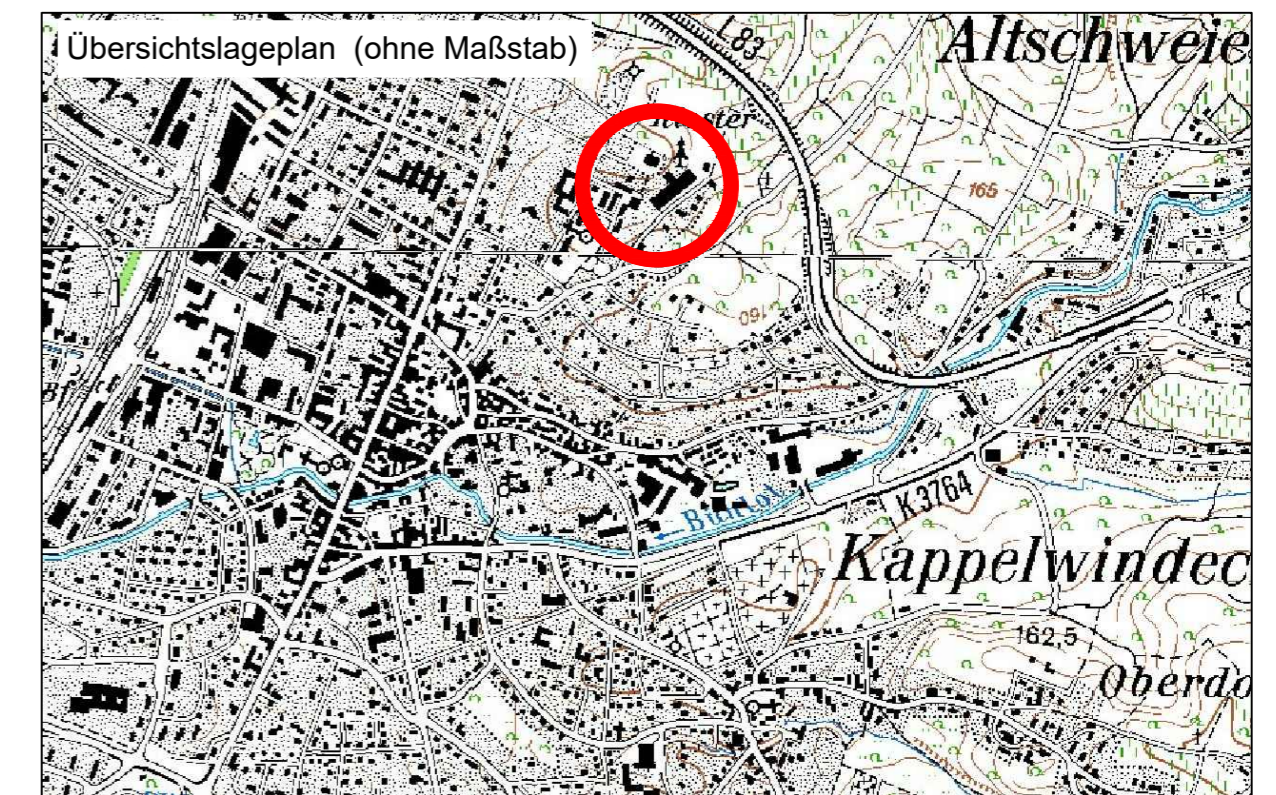 Übersichtslageplan (ohne Maßstab)
L 83
Altschweie
165
160
Bühlot
K 3764
Kappelwindec
162,5
Oberdo